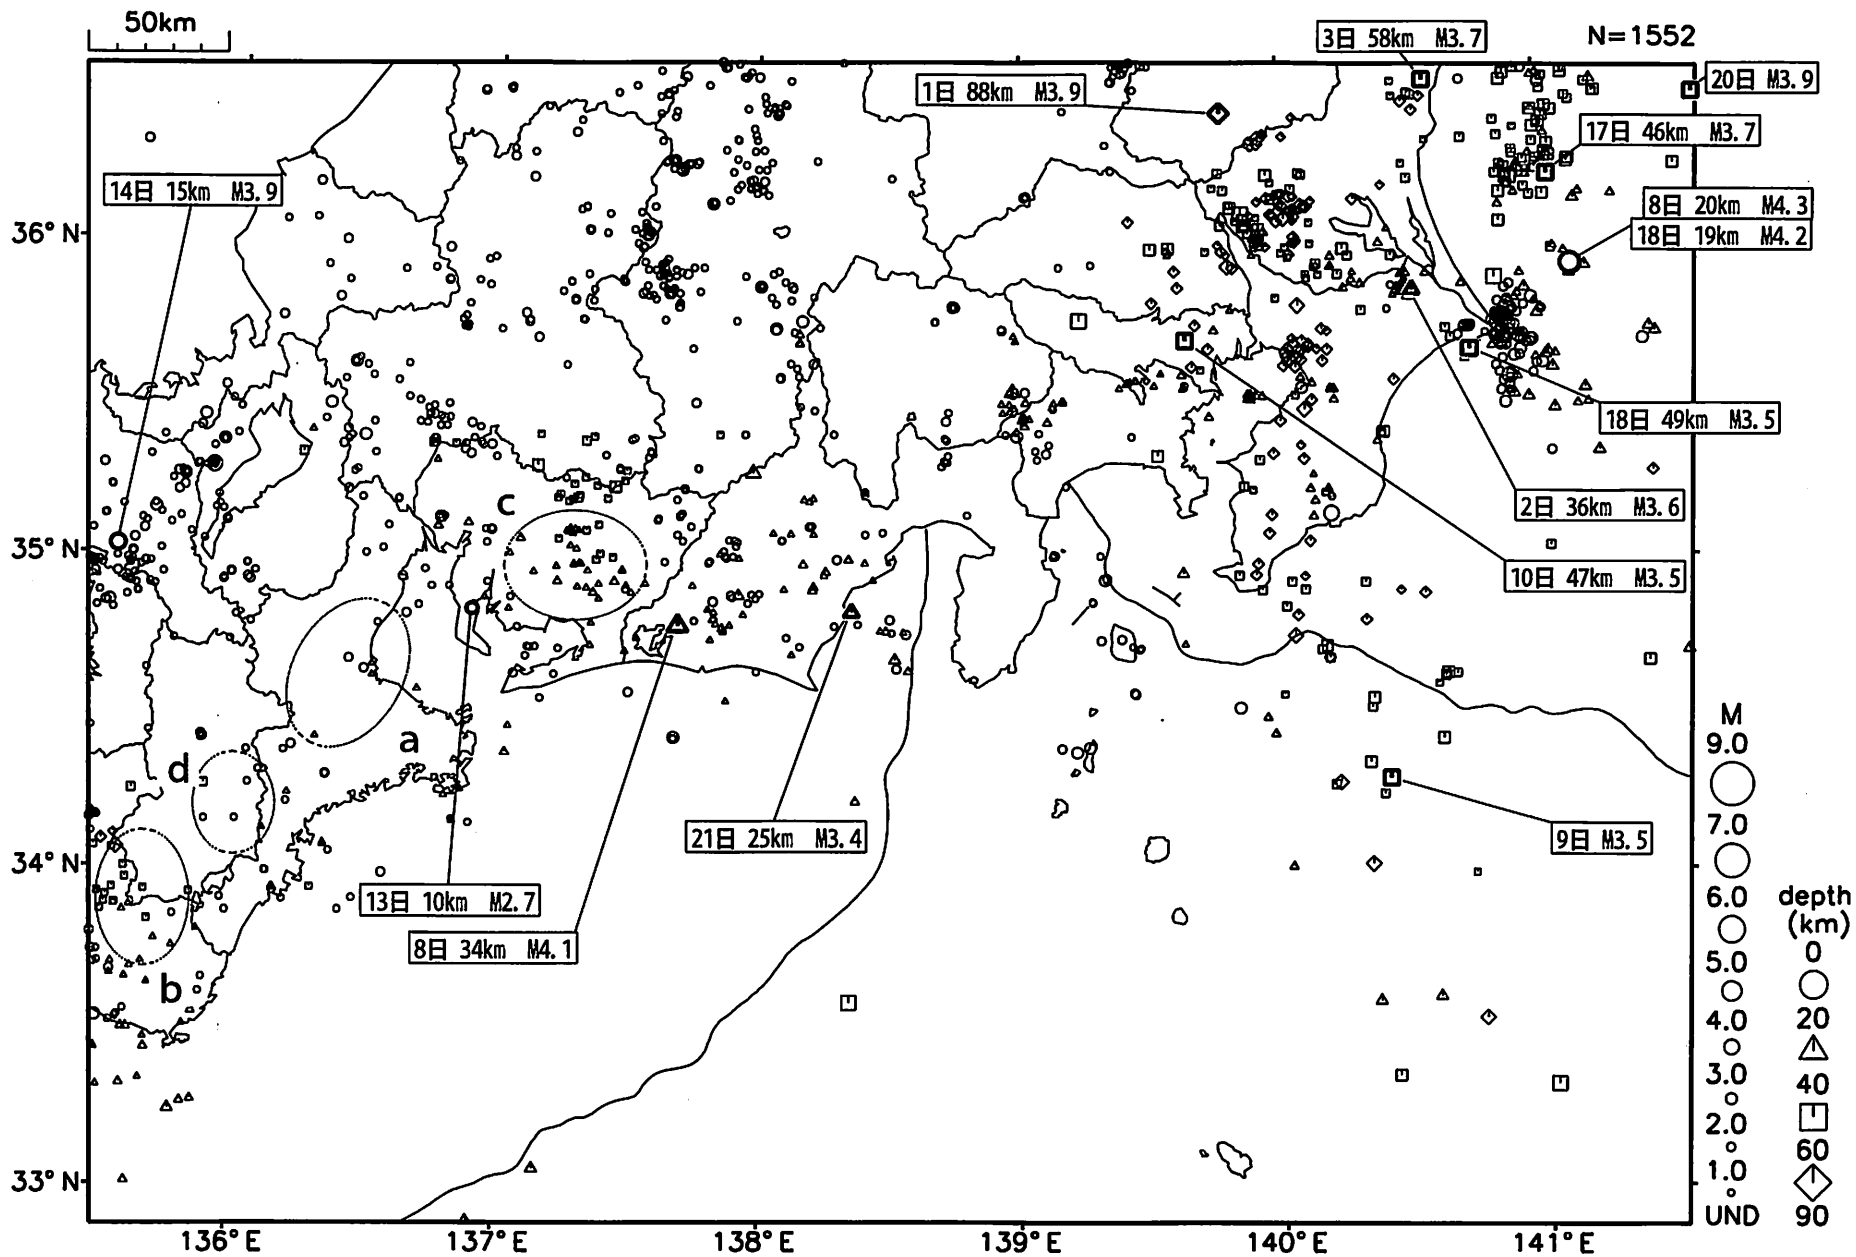 50km
N=1552
3日 58km M3.7
1日 88km M3.9
20日 M3.9
17日 46km M3.7
14日 15km M3.9
8日 20km M4.3
18日 19km M4.2
36°N
18日 49km M3.5
c
2日 36km M3.6
35°N
10日 47km M3.5
a
d
21日 25km M3.4
9日 M3.5
34°N
13日 10km M2.7
8日 34km M4.1
b
33°N
136°E
137°E
138°E
139°E
140°E
141°E
M
9.0
7.0
6.0
5.0
4.0
3.0
2.0
1.0
UND
depth
(km)
0
20
40
60
90